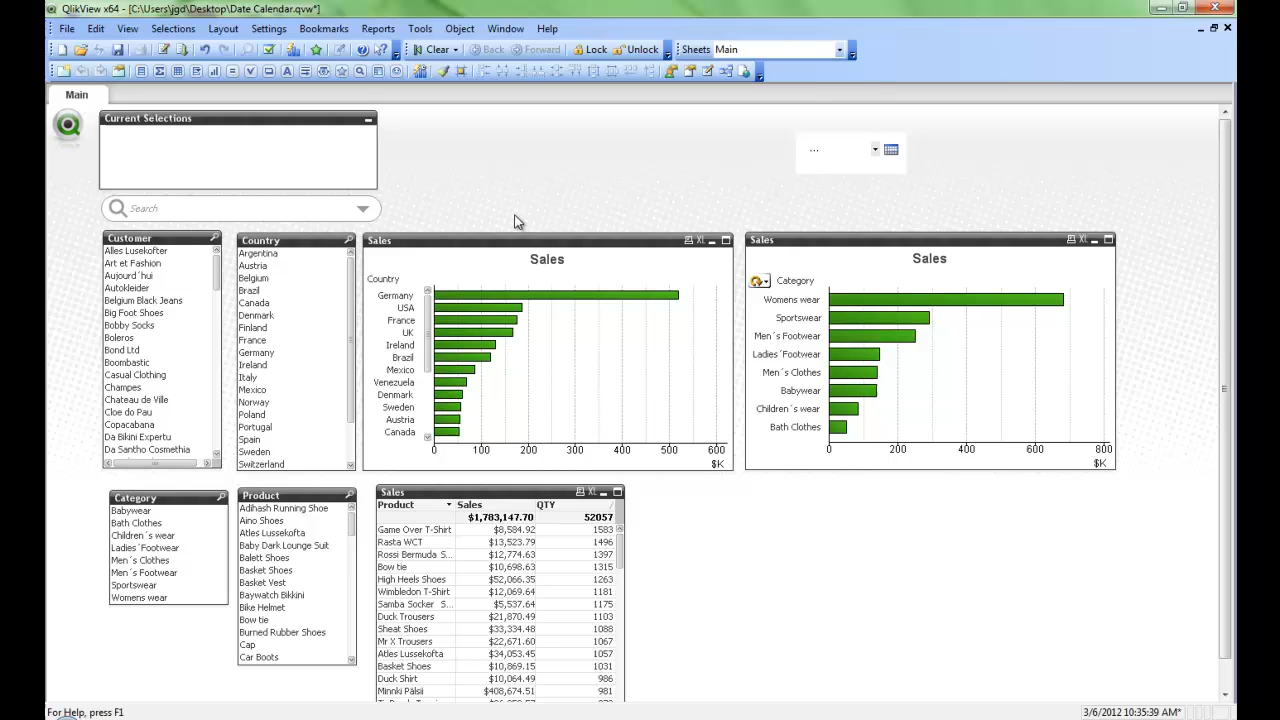 QlikView x64 - [C:\Users\jgd\Desktop\Date Calendar.qvw*]
File Edit View Selections Layout Settings Bookmarks Reports Tools Object Window Help
Clear Back Forward Lock Unlock Sheets Main
Main
Current Selections
...
Search
Customer
Alles Lusekofter
Art et Fashion
Aujourd´hui
Autokleider
Belgium Black Jeans
Big Foot Shoes
Bobby Socks
Boleros
Bond Ltd
Boombastic
Casual Clothing
Champes
Chateau de Ville
Cloe do Pau
Copacabana
Da Bikini Expertu
Da Santho Cosmethia
Country
Argentina
Austria
Belgium
Brazil
Canada
Denmark
Finland
France
Germany
Ireland
Italy
Mexico
Norway
Poland
Portugal
Spain
Sweden
Switzerland
Sales XL
Sales
Country
Germany
USA
France
UK
Ireland
Brazil
Mexico
Venezuela
Denmark
Sweden
Austria
Canada
0 100 200 300 400 500 600
$K
Sales XL
Sales
Category
Womens wear
Sportswear
Men´s Footwear
Ladies´Footwear
Men´s Clothes
Babywear
Children´s wear
Bath Clothes
0 200 400 600 800
$K
Category
Babywear
Bath Clothes
Children´s wear
Ladies´Footwear
Men´s Clothes
Men´s Footwear
Sportswear
Womens wear
Product
Adihash Running Shoe
Aino Shoes
Atles Lussekofta
Baby Dark Lounge Suit
Balett Shoes
Basket Shoes
Basket Vest
Baywatch Bikkini
Bike Helmet
Bow tie
Burned Rubber Shoes
Cap
Car Boots
Sales XL
Product Sales QTY
$1,783,147.70 52057
Game Over T-Shirt $8,584.92 1583
Rasta WCT $13,523.79 1496
Rossi Bermuda S... $12,774.63 1397
Bow tie $10,698.63 1315
High Heels Shoes $52,066.35 1263
Wimbledon T-Shirt $12,069.64 1181
Samba Socker S... $5,537.64 1175
Duck Trousers $21,870.49 1103
Sheat Shoes $33,334.48 1088
Mr X Trousers $22,671.60 1067
Atles Lussekofta $34,053.45 1057
Basket Shoes $10,869.15 1031
Duck Shirt $10,064.49 986
Minnki Pälsii $408,674.51 981
For Help, press F1
3/6/2012 10:35:39 AM*